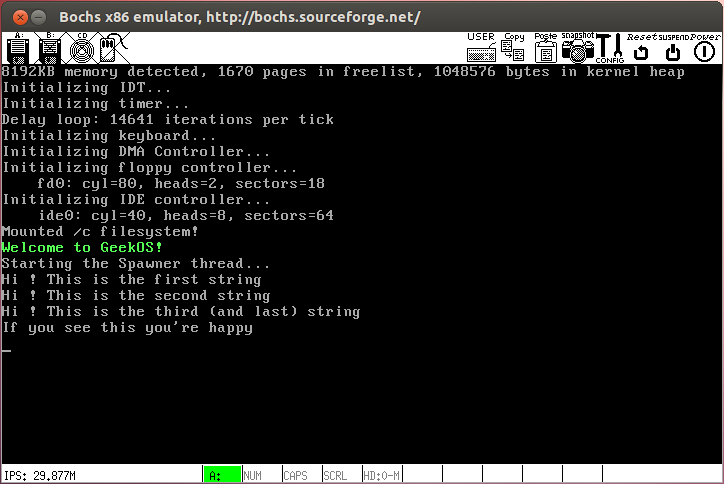 Bochs x86 emulator, http://bochs.sourceforge.net/
A: B: CD USER Copy Paste snapshot CONFIG Reset SUSPEND Power
8192KB memory detected, 1670 pages in freelist, 1048576 bytes in kernel heap
Initializing IDT...
Initializing timer...
Delay loop: 14641 iterations per tick
Initializing keyboard...
Initializing DMA Controller...
Initializing floppy controller...
fd0: cyl=80, heads=2, sectors=18
Initializing IDE controller...
ide0: cyl=40, heads=8, sectors=64
Mounted /c filesystem!
Welcome to GeekOS!
Starting the Spawner thread...
Hi ! This is the first string
Hi ! This is the second string
Hi ! This is the third (and last) string
If you see this you're happy
_
IPS: 29.877M A: NUM CAPS SCRL HD:0-M